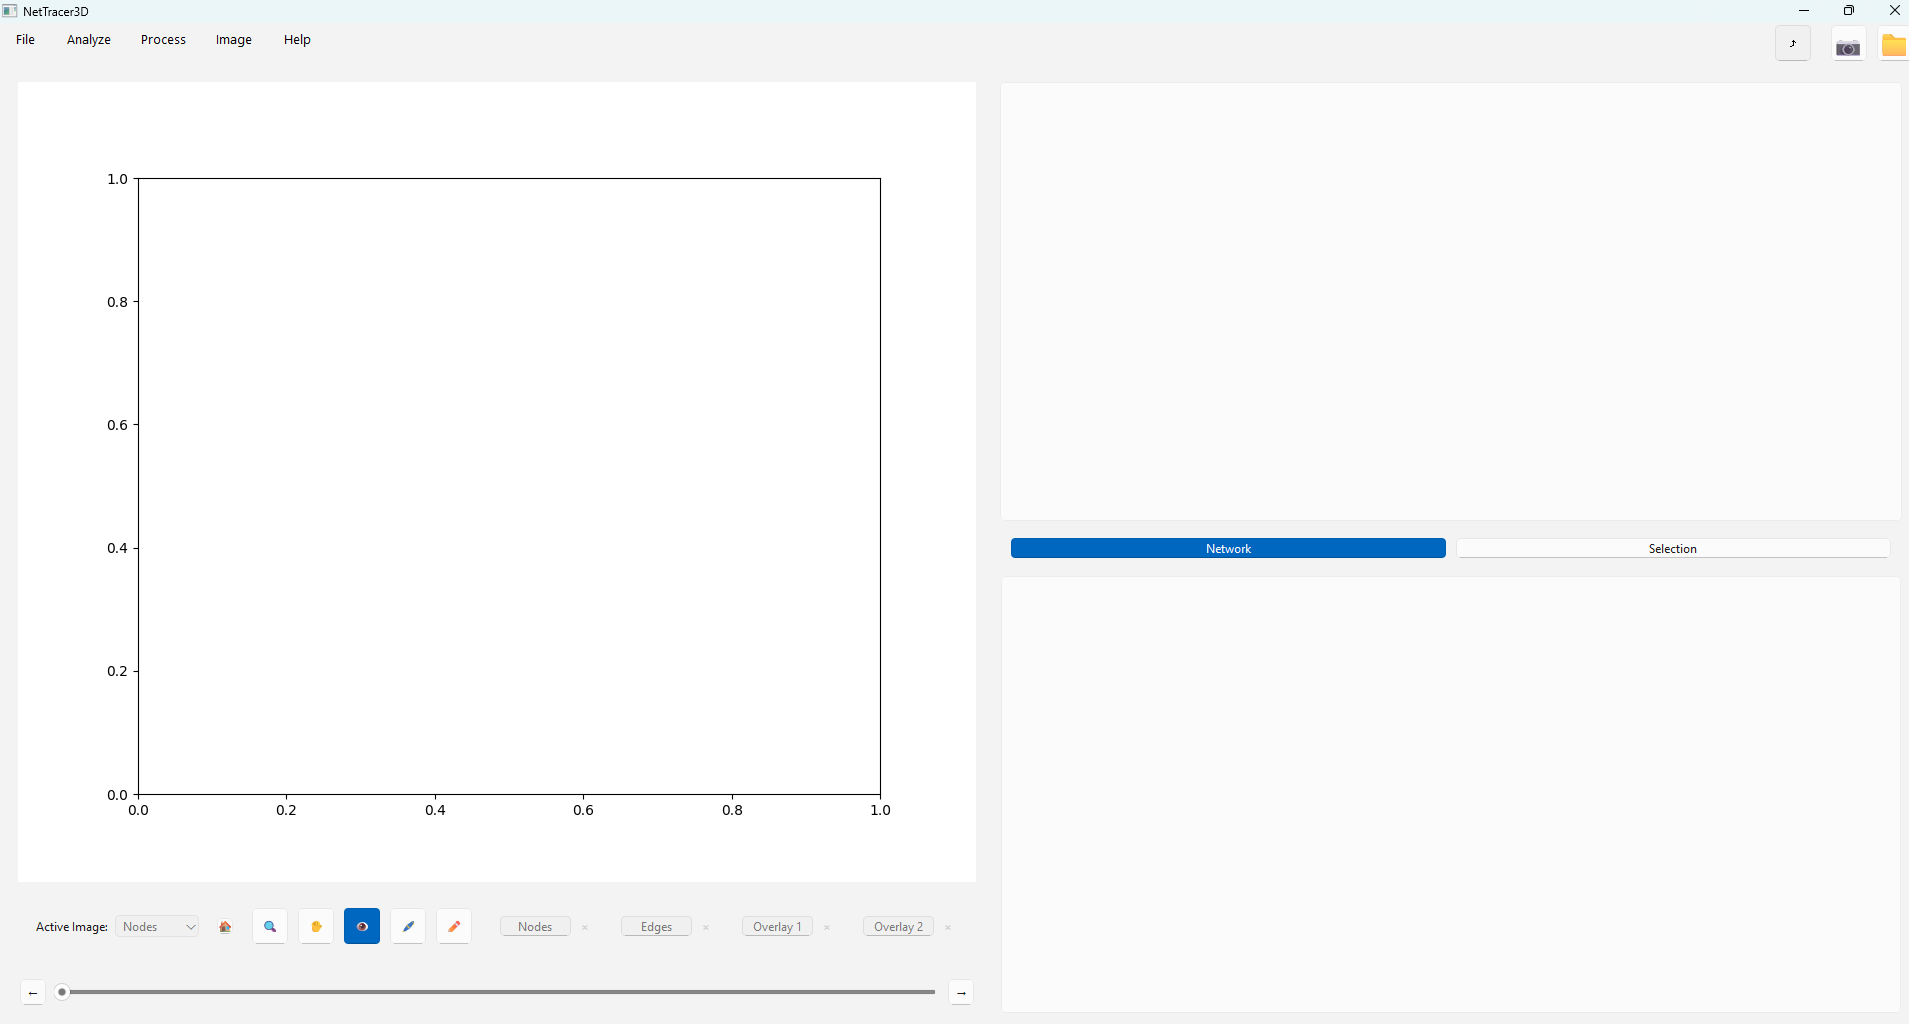 NetTracer3D
File Analyze Process Image Help
1.0
0.8
0.6
0.4
0.2
0.0
0.0 0.2 0.4 0.6 0.8 1.0
Network Selection
Active Image: Nodes Nodes × Edges × Overlay 1 × Overlay 2 ×
← →